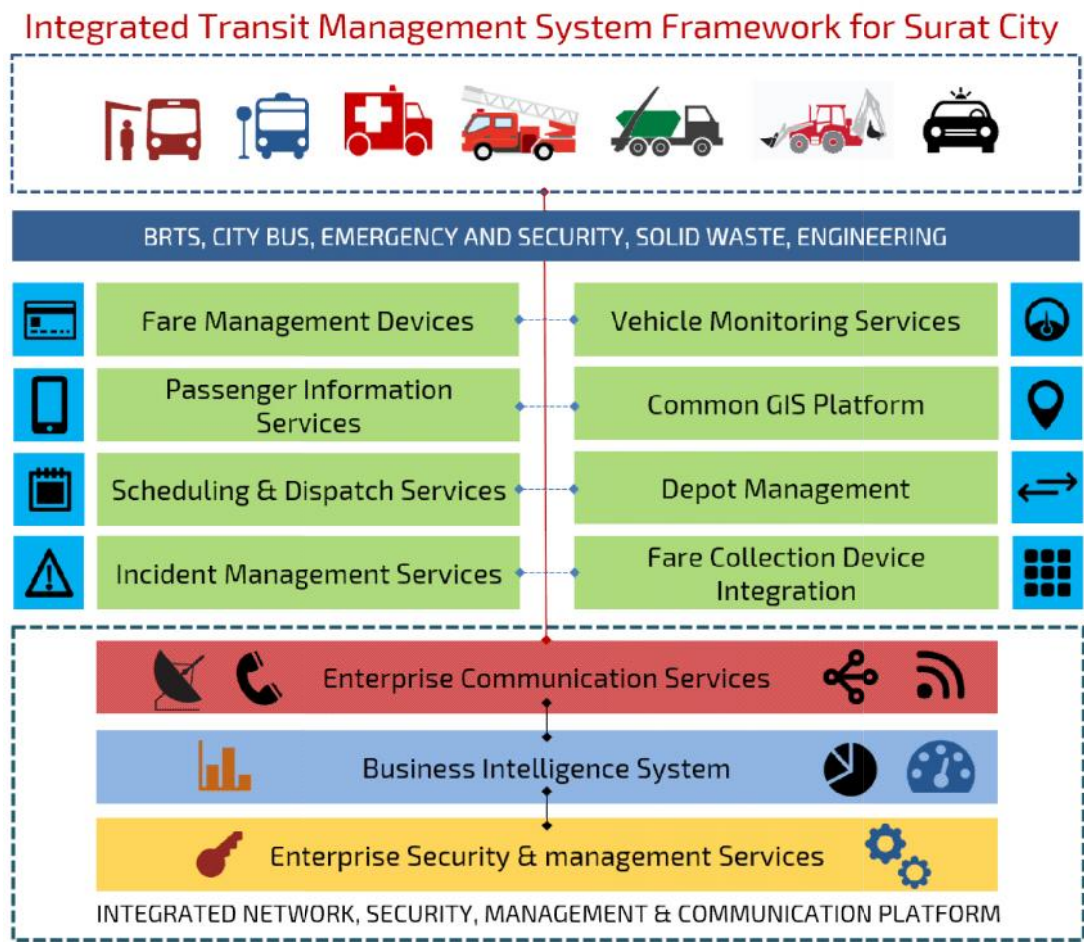 Integrated Transit Management System Framework for Surat City
BRTS, CITY BUS, EMERGENCY AND SECURITY, SOLID WASTE, ENGINEERING
Fare Management Devices
Vehicle Monitoring Services
Passenger Information
Services
Common GIS Platform
Scheduling & Dispatch Services
Depot Management
Incident Management Services
Fare Collection Device
Integration
Enterprise Communication Services
Business Intelligence System
Enterprise Security & management Services
INTEGRATED NETWORK, SECURITY, MANAGEMENT & COMMUNICATION PLATFORM